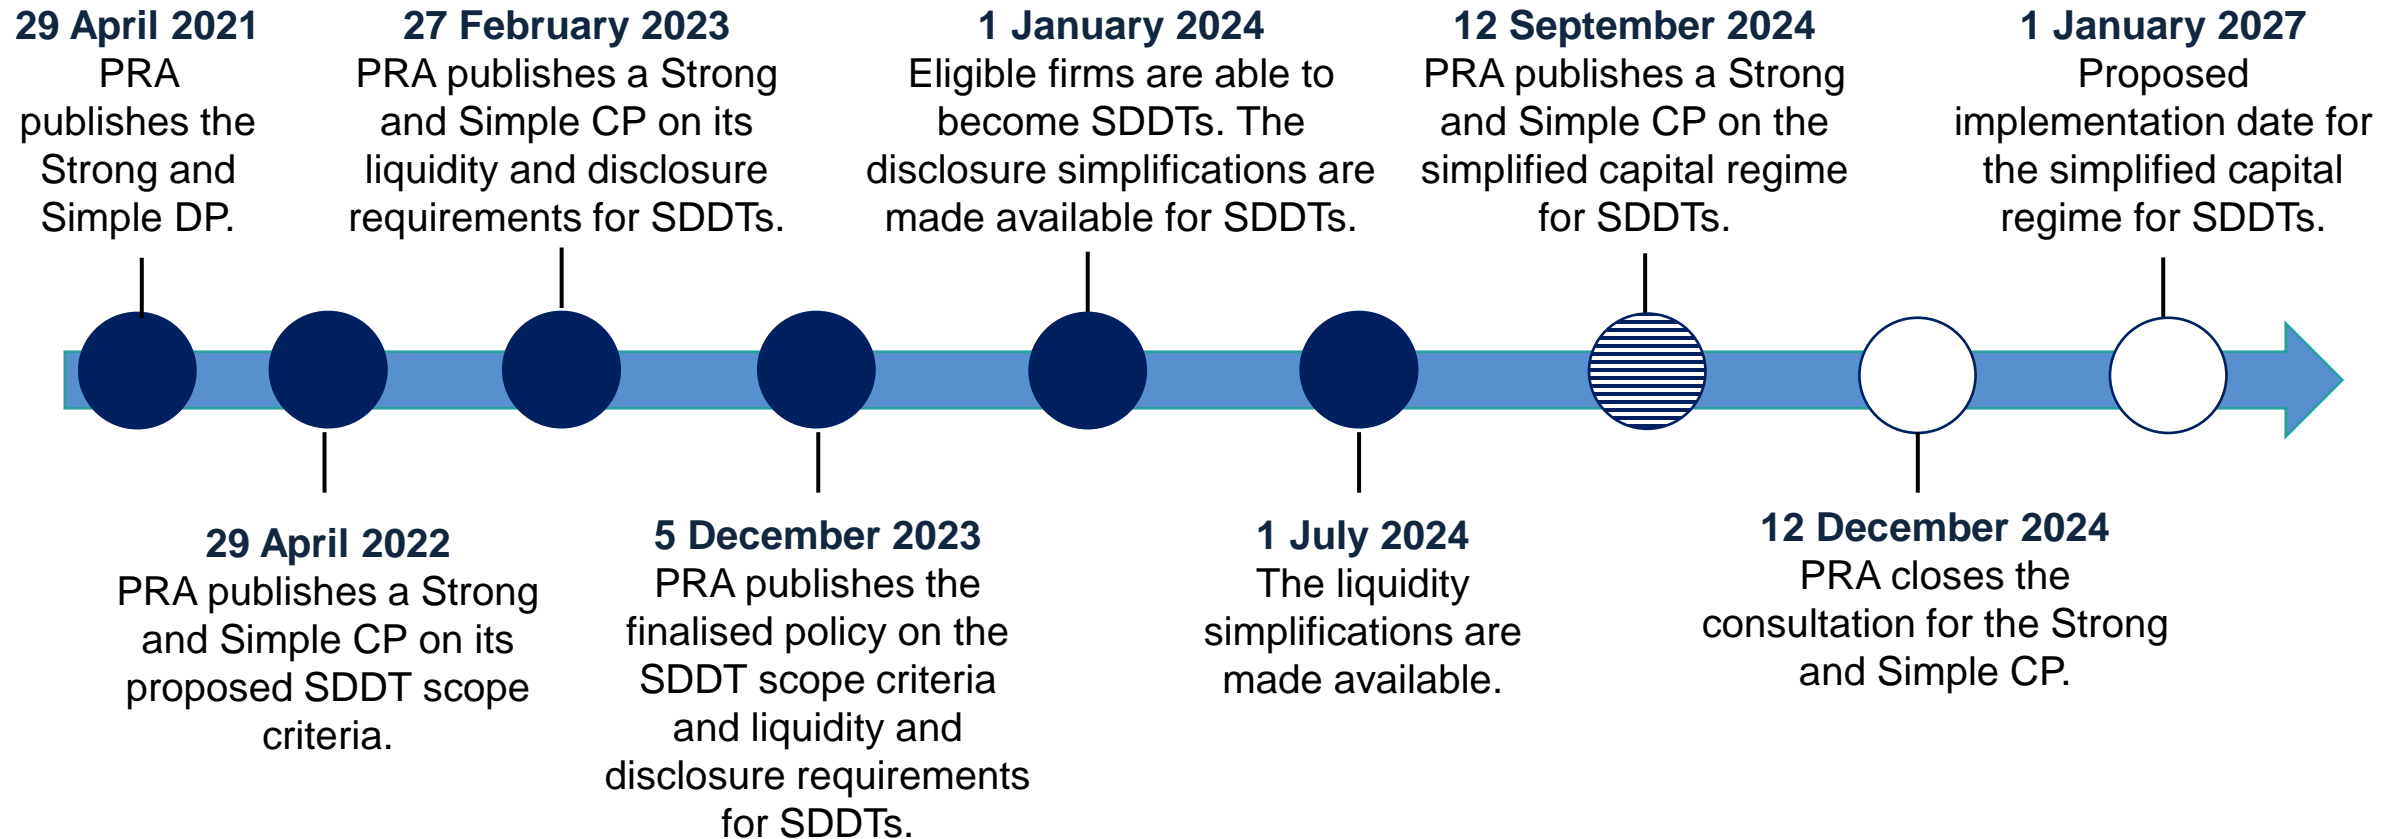 29 April 2021
PRA
publishes the
Strong and
Simple DP.
27 February 2023
PRA publishes a Strong
and Simple CP on its
liquidity and disclosure
requirements for SDDTs.
1 January 2024
Eligible firms are able to
become SDDTs. The
disclosure simplifications are
made available for SDDTs.
12 September 2024
PRA publishes a Strong
and Simple CP on the
simplified capital regime
for SDDTs.
1 January 2027
Proposed
implementation date for
the simplified capital
regime for SDDTs.
29 April 2022
PRA publishes a Strong
and Simple CP on its
proposed SDDT scope
criteria.
5 December 2023
PRA publishes the
finalised policy on the
SDDT scope criteria
and liquidity and
disclosure requirements
for SDDTs.
1 July 2024
The liquidity
simplifications are
made available.
12 December 2024
PRA closes the
consultation for the Strong
and Simple CP.